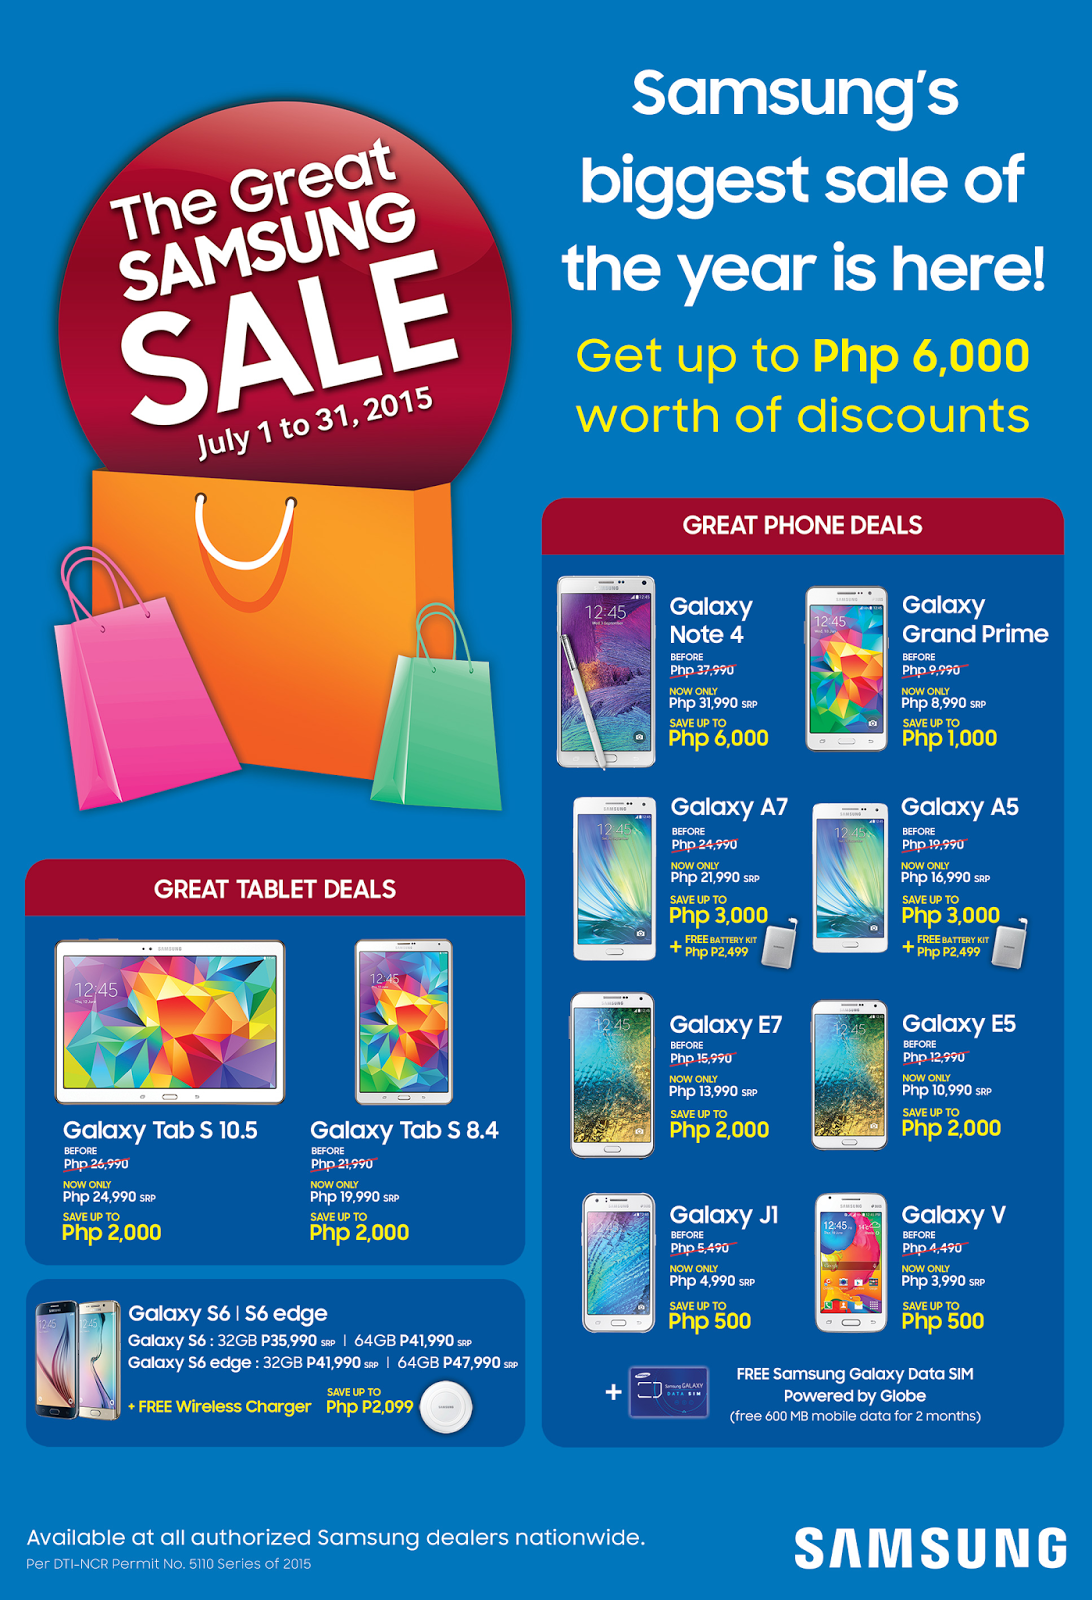 The Great
SAMSUNG
SALE
July 1 to 31, 2015
Samsung's
biggest sale of
the year is here!
Get up to Php 6,000
worth of discounts
GREAT PHONE DEALS
Galaxy
Note 4
BEFORE
Php 37,990
NOW ONLY
Php 31,990 SRP
SAVE UP TO
Php 6,000
Galaxy
Grand Prime
BEFORE
Php 9,990
NOW ONLY
Php 8,990 SRP
SAVE UP TO
Php 1,000
Galaxy A7
BEFORE
Php 24,990
NOW ONLY
Php 21,990 SRP
SAVE UP TO
Php 3,000
+ FREE BATTERY KIT
Php P2,499
Galaxy A5
BEFORE
Php 19,990
NOW ONLY
Php 16,990 SRP
SAVE UP TO
Php 3,000
+ FREE BATTERY KIT
Php P2,499
Galaxy E7
BEFORE
Php 15,990
NOW ONLY
Php 13,990 SRP
SAVE UP TO
Php 2,000
Galaxy E5
BEFORE
Php 12,990
NOW ONLY
Php 10,990 SRP
SAVE UP TO
Php 2,000
Galaxy J1
BEFORE
Php 5,490
NOW ONLY
Php 4,990 SRP
SAVE UP TO
Php 500
Galaxy V
BEFORE
Php 4,490
NOW ONLY
Php 3,990 SRP
SAVE UP TO
Php 500
+
Samsung GALAXY
DATA SIM
FREE Samsung Galaxy Data SIM
Powered by Globe
(free 600 MB mobile data for 2 months)
GREAT TABLET DEALS
SAMSUNG
12:45
12:45
Galaxy Tab S 10.5
BEFORE
Php 26,990
NOW ONLY
Php 24,990 SRP
SAVE UP TO
Php 2,000
Galaxy Tab S 8.4
BEFORE
Php 21,990
NOW ONLY
Php 19,990 SRP
SAVE UP TO
Php 2,000
Galaxy S6 | S6 edge
Galaxy S6 : 32GB P35,990 SRP | 64GB P41,990 SRP
Galaxy S6 edge : 32GB P41,990 SRP | 64GB P47,990 SRP
+ FREE Wireless Charger
SAVE UP TO
Php P2,099
Available at all authorized Samsung dealers nationwide.
Per DTI-NCR Permit No. 5110 Series of 2015
SAMSUNG